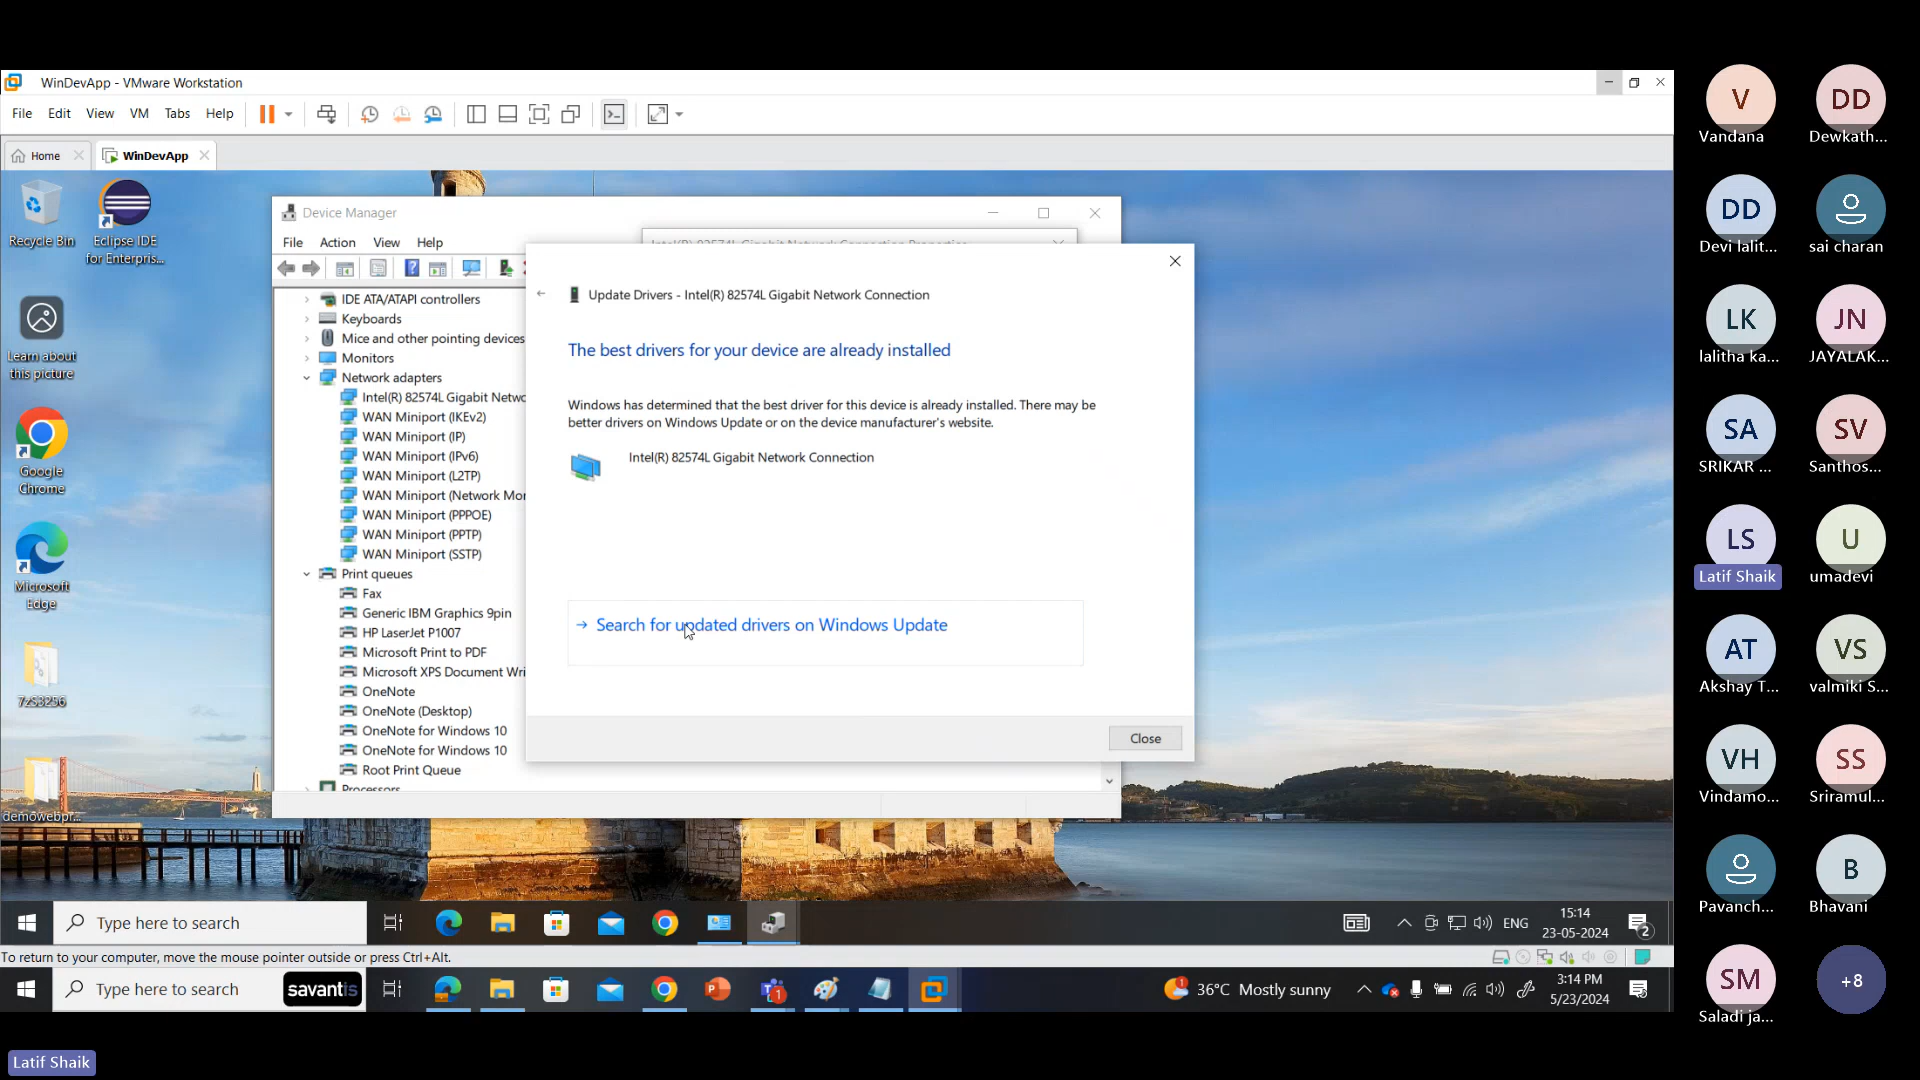 WinDevApp - VMware Workstation
File Edit View VM Tabs Help
Home
WinDevApp
Recycle Bin
Eclipse IDE
for Enterpris...
Learn about
this picture
Google
Chrome
Microsoft
Edge
7zS3256
demowebpr...
Device Manager
File Action View Help
Intel(R) 82574L Gigabit Network Connection Properties
IDE ATA/ATAPI controllers
Keyboards
Mice and other pointing devices
Monitors
Network adapters
Intel(R) 82574L Gigabit Netwo
WAN Miniport (IKEv2)
WAN Miniport (IP)
WAN Miniport (IPv6)
WAN Miniport (L2TP)
WAN Miniport (Network Mon
WAN Miniport (PPPOE)
WAN Miniport (PPTP)
WAN Miniport (SSTP)
Print queues
Fax
Generic IBM Graphics 9pin
HP LaserJet P1007
Microsoft Print to PDF
Microsoft XPS Document Wri
OneNote
OneNote (Desktop)
OneNote for Windows 10
OneNote for Windows 10
Root Print Queue
Processors
Update Drivers - Intel(R) 82574L Gigabit Network Connection
The best drivers for your device are already installed
Windows has determined that the best driver for this device is already installed. There may be
better drivers on Windows Update or on the device manufacturer's website.
Intel(R) 82574L Gigabit Network Connection
Search for updated drivers on Windows Update
Close
Type here to search
ENG
15:14
23-05-2024
2
To return to your computer, move the mouse pointer outside or press Ctrl+Alt.
Type here to search
savantis
1
36°C Mostly sunny
3:14 PM
5/23/2024
V
Vandana
DD
Dewkath...
DD
Devi lalit...
sai charan
LK
lalitha ka...
JN
JAYALAK...
SA
SRIKAR ...
SV
Santhos...
LS
Latif Shaik
U
umadevi
AT
Akshay T...
VS
valmiki S...
VH
Vindamo...
SS
Sriramul...
Pavanch...
B
Bhavani
SM
Saladi ja...
+8
Latif Shaik